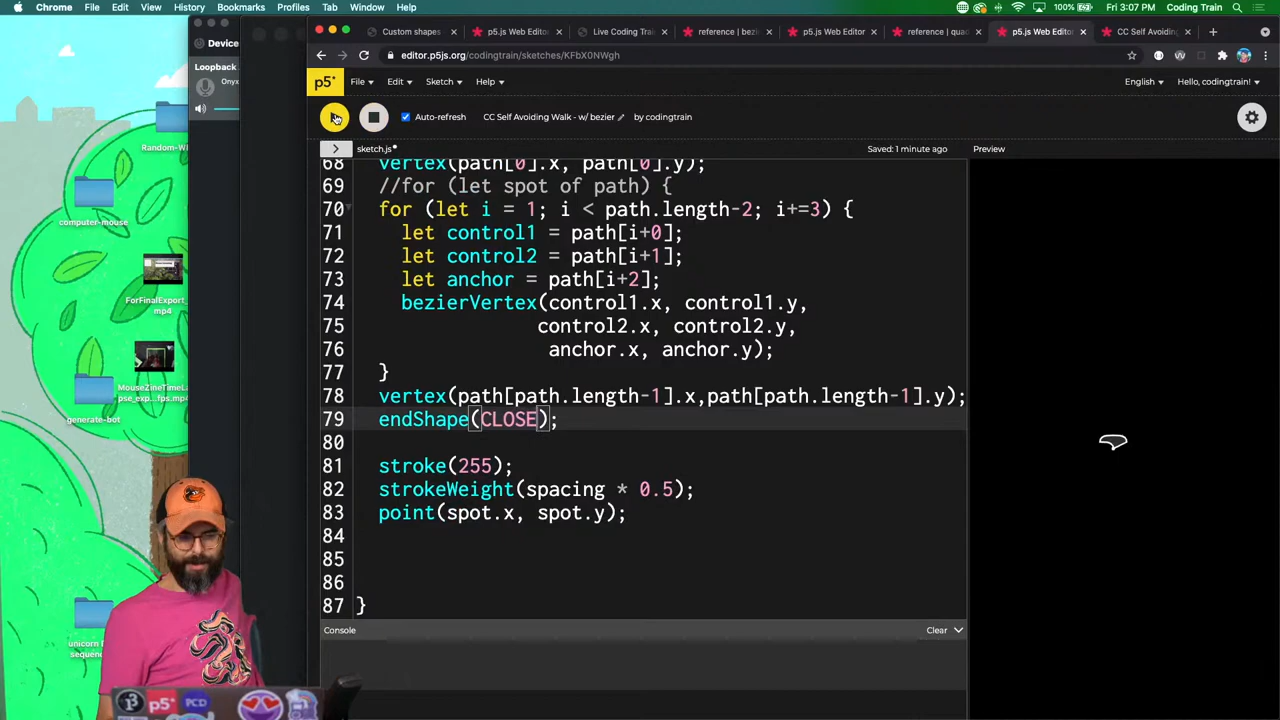 Chrome File Edit View History Bookmarks Profiles Tab Window Help
100% Fri 3:07 PM Coding Train
Custom shapes
p5.js Web Editor
Live Coding Train
reference | bezi
p5.js Web Editor
reference | quad
p5.js Web Editor
CC Self Avoiding
editor.p5js.org/codingtrain/sketches/KFbX0NWgh
p5* File Edit Sketch Help English Hello, codingtrain!
Auto-refresh CC Self Avoiding Walk - w/ bezier by codingtrain
sketch.js Saved: 1 minute ago Preview
68 vertex(path[0].x, path[0].y);
69 //for (let spot of path) {
70 for (let i = 1; i < path.length-2; i+=3) {
71 let control1 = path[i+0];
72 let control2 = path[i+1];
73 let anchor = path[i+2];
74 bezierVertex(control1.x, control1.y,
75 control2.x, control2.y,
76 anchor.x, anchor.y);
77 }
78 vertex(path[path.length-1].x,path[path.length-1].y);
79 endShape(CLOSE);
80
81 stroke(255);
82 strokeWeight(spacing * 0.5);
83 point(spot.x, spot.y);
84
85
86
87 }
Console Clear
Device
Loopback
Onyx
Random-W
computer-mouse
ForFinalExport_
mp4
MouseZineTimeLa
pse_exp...fps.mp4
generate-bot
sequen
p5*
PCD